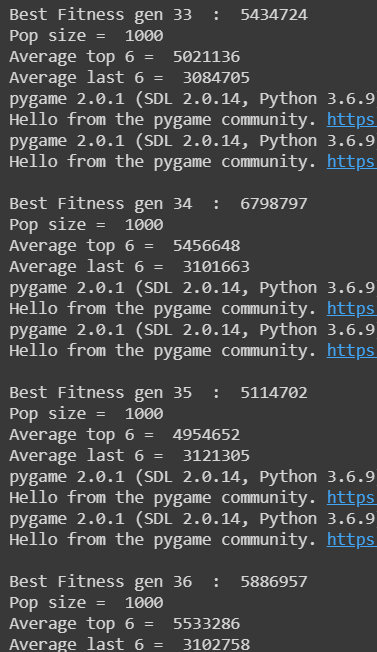 Best Fitness gen 33  :  5434724
Pop size =  1000
Average top 6 =  5021136
Average last 6 =  3084705
pygame 2.0.1 (SDL 2.0.14, Python 3.6.9
Hello from the pygame community. https
pygame 2.0.1 (SDL 2.0.14, Python 3.6.9
Hello from the pygame community. https
Best Fitness gen 34  :  6798797
Pop size =  1000
Average top 6 =  5456648
Average last 6 =  3101663
pygame 2.0.1 (SDL 2.0.14, Python 3.6.9
Hello from the pygame community. https
pygame 2.0.1 (SDL 2.0.14, Python 3.6.9
Hello from the pygame community. https
Best Fitness gen 35  :  5114702
Pop size =  1000
Average top 6 =  4954652
Average last 6 =  3121305
pygame 2.0.1 (SDL 2.0.14, Python 3.6.9
Hello from the pygame community. https
pygame 2.0.1 (SDL 2.0.14, Python 3.6.9
Hello from the pygame community. https
Best Fitness gen 36  :  5886957
Pop size =  1000
Average top 6 =  5533286
Average last 6 =  3102758